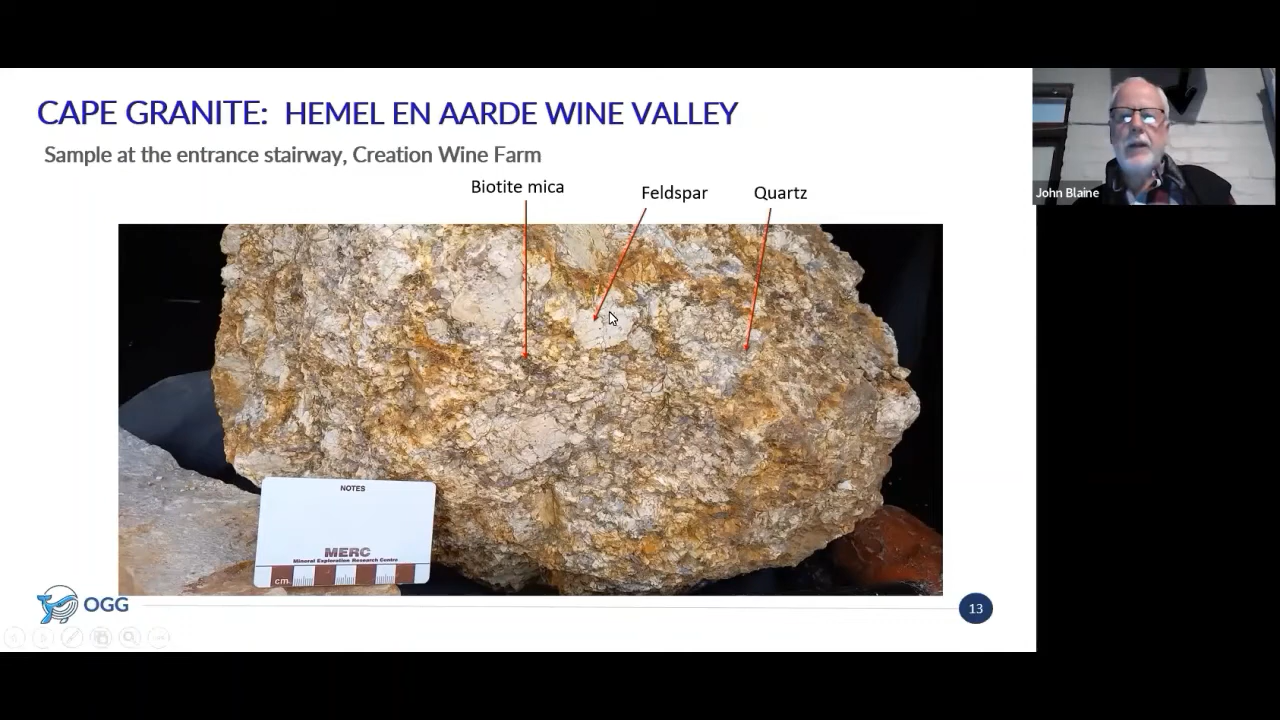 CAPE GRANITE: HEMEL EN AARDE WINE VALLEY
Sample at the entrance stairway, Creation Wine Farm
Biotite mica
Feldspar
Quartz
John Blaine
NOTES
MERC
Mineral Exploration Research Centre
cm
OGG
13